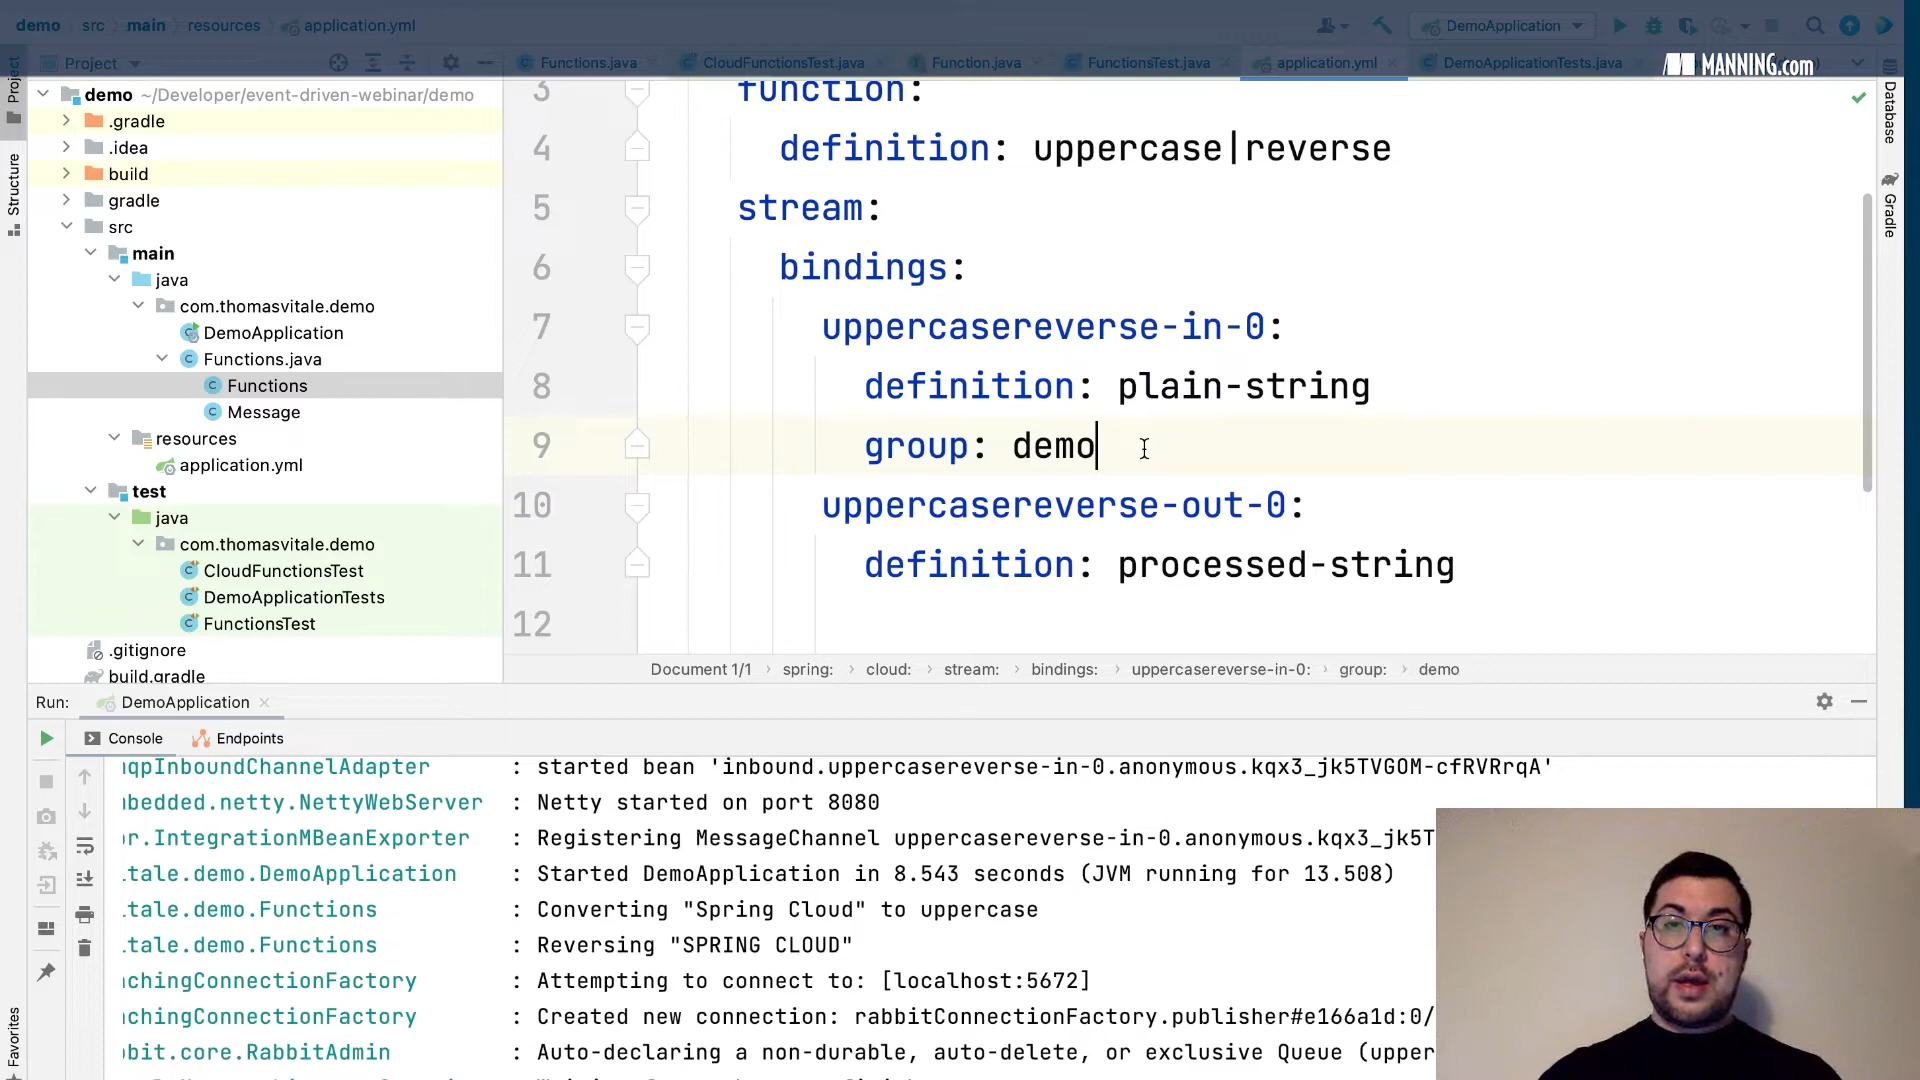 demo src main resources application.yml DemoApplication
Project Functions.java CloudFunctionsTest.java Function.java FunctionsTest.java application.yml DemoApplicationTests.java
MANNING.com
Project
Structure
Favorites
Database
Gradle
demo ~/Developer/event-driven-webinar/demo
.gradle
.idea
build
gradle
src
main
java
com.thomasvitale.demo
DemoApplication
Functions.java
Functions
Message
resources
application.yml
test
java
com.thomasvitale.demo
CloudFunctionsTest
DemoApplicationTests
FunctionsTest
.gitignore
build.gradle
3 function:
4 definition: uppercase|reverse
5 stream:
6 bindings:
7 uppercasereverse-in-0:
8 definition: plain-string
9 group: demo
10 uppercasereverse-out-0:
11 definition: processed-string
12
Document 1/1 spring: cloud: stream: bindings: uppercasereverse-in-0: group: demo
Run: DemoApplication
Console Endpoints
qpInboundChannelAdapter : started bean 'inbound.uppercasereverse-in-0.anonymous.kqx3_jk5TVGOM-cfRVRrqA'
bedded.netty.NettyWebServer : Netty started on port 8080
r.IntegrationMBeanExporter : Registering MessageChannel uppercasereverse-in-0.anonymous.kqx3_jk5T
.tale.demo.DemoApplication : Started DemoApplication in 8.543 seconds (JVM running for 13.508)
.tale.demo.Functions : Converting "Spring Cloud" to uppercase
.tale.demo.Functions : Reversing "SPRING CLOUD"
chingConnectionFactory : Attempting to connect to: [localhost:5672]
chingConnectionFactory : Created new connection: rabbitConnectionFactory.publisher#e166a1d:0/
bit.core.RabbitAdmin : Auto-declaring a non-durable, auto-delete, or exclusive Queue (upper